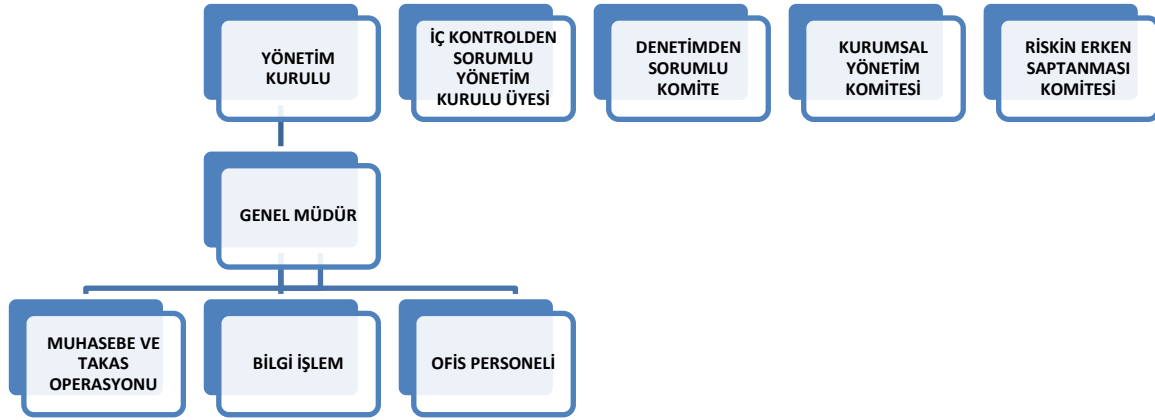 YÖNETİM
KURULU
İÇ KONTROLDEN
SORUMLU
YÖNETİM
KURULU ÜYESİ
DENETİMDEN
SORUMLU
KOMİTE
KURUMSAL
YÖNETİM
KOMİTESİ
RİSKİN ERKEN
SAPTANMASI
KOMİTESİ
GENEL MÜDÜR
MUHASEBE VE
TAKAS
OPERASYONU
BİLGİ İŞLEM
OFİS PERSONELİ